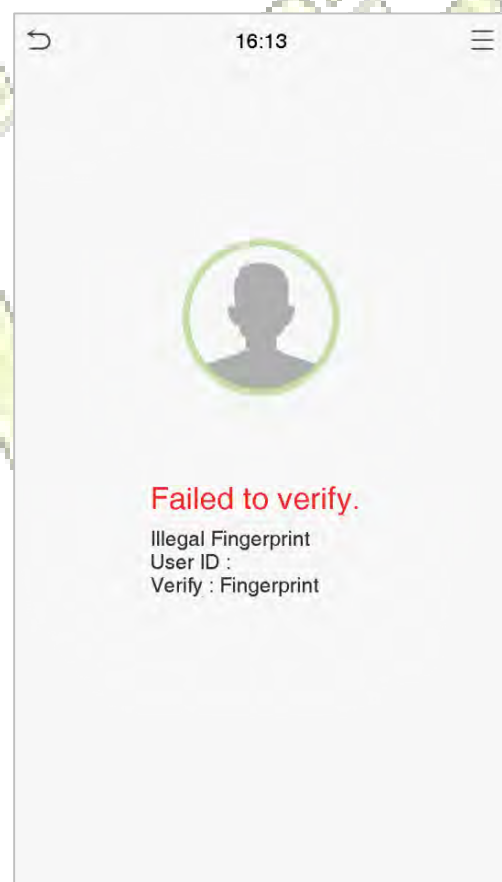 16:13
Failed to verify.
Illegal Fingerprint
User ID :
Verify : Fingerprint